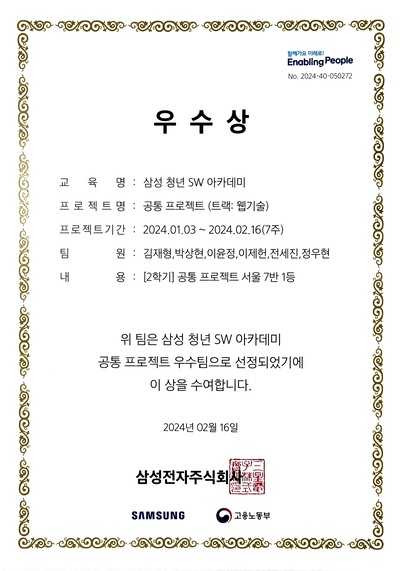 함께가요 미래로!
Enabling People
No. 2024-40-050272
우 수 상
교 육 명 : 삼성 청년 SW 아카데미
프로젝트명 : 공통 프로젝트 (트랙: 웹기술)
프로젝트기간 : 2024.01.03 ~ 2024.02.16(7주)
팀 원 : 김재형,박상현,이윤정,이제헌,전세진,정우현
내 용 : [2학기] 공통 프로젝트 서울 7반 1등
위 팀은 삼성 청년 SW 아카데미
공통 프로젝트 우수팀으로 선정되었기에
이 상을 수여합니다.
2024년 02월 16일
삼성전자주식회사
SAMSUNG 고용노동부